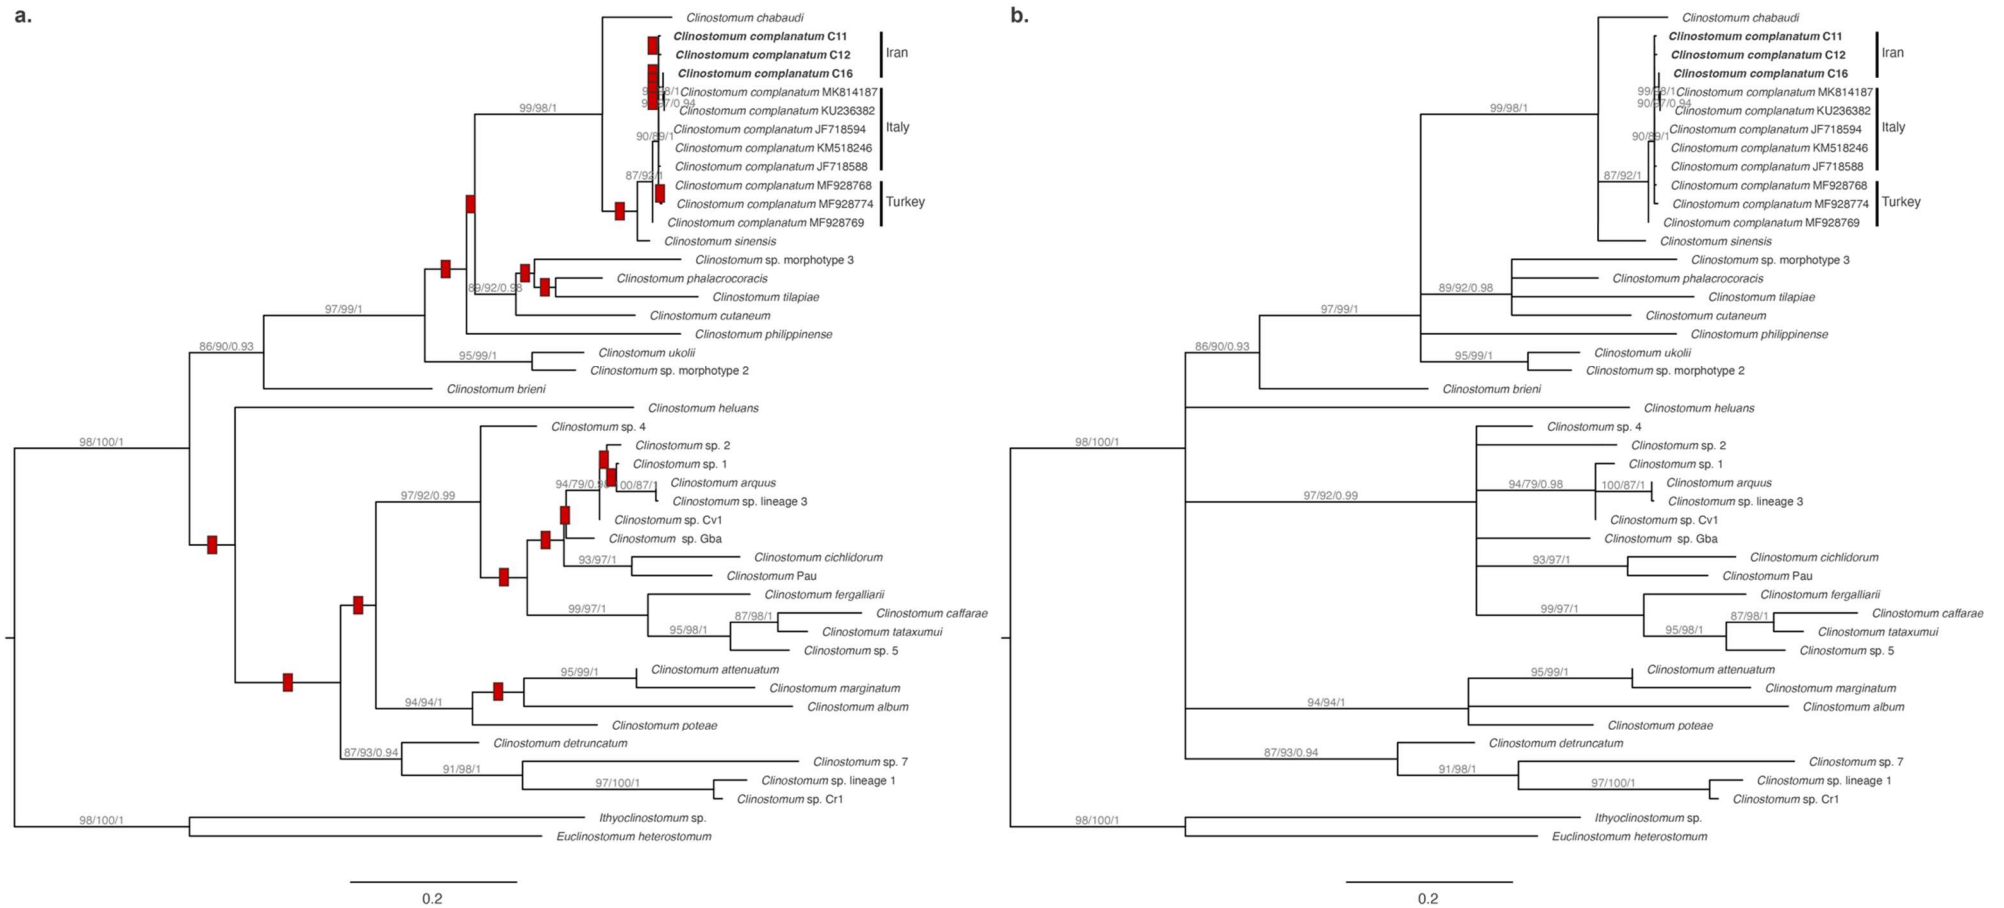 a.
Clinostomum chabaudi
Clinostomum complanatum C11
Clinostomum complanatum C12
Iran
Clinostomum complanatum C16
Clinostomum complanatum MK814187
Clinostomum complanatum KU236382
99/98/1
Clinostomum complanatum JF718594
Italy
90/89/1
Clinostomum complanatum KM518246
Clinostomum complanatum JF718588
87/92/1
Clinostomum complanatum MF928768
Clinostomum complanatum MF928774
Turkey
Clinostomum complanatum MF928769
Clinostomum sinensis
Clinostomum sp. morphotype 3
Clinostomum phalacrocoracis
89/92/0.98
Clinostomum tilapiae
97/99/1
Clinostomum cutaneum
Clinostomum philippinense
86/90/0.93
Clinostomum ukolii
95/99/1
Clinostomum sp. morphotype 2
Clinostomum brieni
Clinostomum heluans
Clinostomum sp. 4
98/100/1
Clinostomum sp. 2
Clinostomum sp. 1
Clinostomum arquus
97/92/0.99
Clinostomum sp. lineage 3
Clinostomum sp. Cv1
Clinostomum sp. Gba
93/97/1
Clinostomum cichlidorum
Clinostomum Pau
Clinostomum fergalliarii
99/97/1
87/98/1
Clinostomum caffarae
95/98/1
Clinostomum tataxumui
Clinostomum sp. 5
95/99/1
Clinostomum attenuatum
Clinostomum marginatum
94/94/1
Clinostomum album
Clinostomum poteae
Clinostomum detruncatum
87/93/0.94
Clinostomum sp. 7
91/98/1
97/100/1
Clinostomum sp. lineage 1
Clinostomum sp. Cr1
98/100/1
Ithyoclinostomum sp.
Euclinostomum heterostomum
0.2
b.
Clinostomum chabaudi
Clinostomum complanatum C11
Clinostomum complanatum C12
Iran
Clinostomum complanatum C16
99/98/1
Clinostomum complanatum MK814187
90/97/0.94
Clinostomum complanatum KU236382
99/98/1
Clinostomum complanatum JF718594
Italy
90/89/1
Clinostomum complanatum KM518246
Clinostomum complanatum JF718588
87/92/1
Clinostomum complanatum MF928768
Clinostomum complanatum MF928774
Turkey
Clinostomum complanatum MF928769
Clinostomum sinensis
Clinostomum sp. morphotype 3
Clinostomum phalacrocoracis
89/92/0.98
Clinostomum tilapiae
97/99/1
Clinostomum cutaneum
Clinostomum philippinense
86/90/0.93
Clinostomum ukolii
95/99/1
Clinostomum sp. morphotype 2
Clinostomum brieni
Clinostomum heluans
Clinostomum sp. 4
98/100/1
Clinostomum sp. 2
Clinostomum sp. 1
94/79/0.98
100/87/1
Clinostomum arquus
97/92/0.99
Clinostomum sp. lineage 3
Clinostomum sp. Cv1
Clinostomum sp. Gba
93/97/1
Clinostomum cichlidorum
Clinostomum Pau
Clinostomum fergalliarii
99/97/1
87/98/1
Clinostomum caffarae
95/98/1
Clinostomum tataxumui
Clinostomum sp. 5
95/99/1
Clinostomum attenuatum
Clinostomum marginatum
94/94/1
Clinostomum album
Clinostomum poteae
Clinostomum detruncatum
87/93/0.94
Clinostomum sp. 7
91/98/1
97/100/1
Clinostomum sp. lineage 1
Clinostomum sp. Cr1
98/100/1
Ithyoclinostomum sp.
Euclinostomum heterostomum
0.2